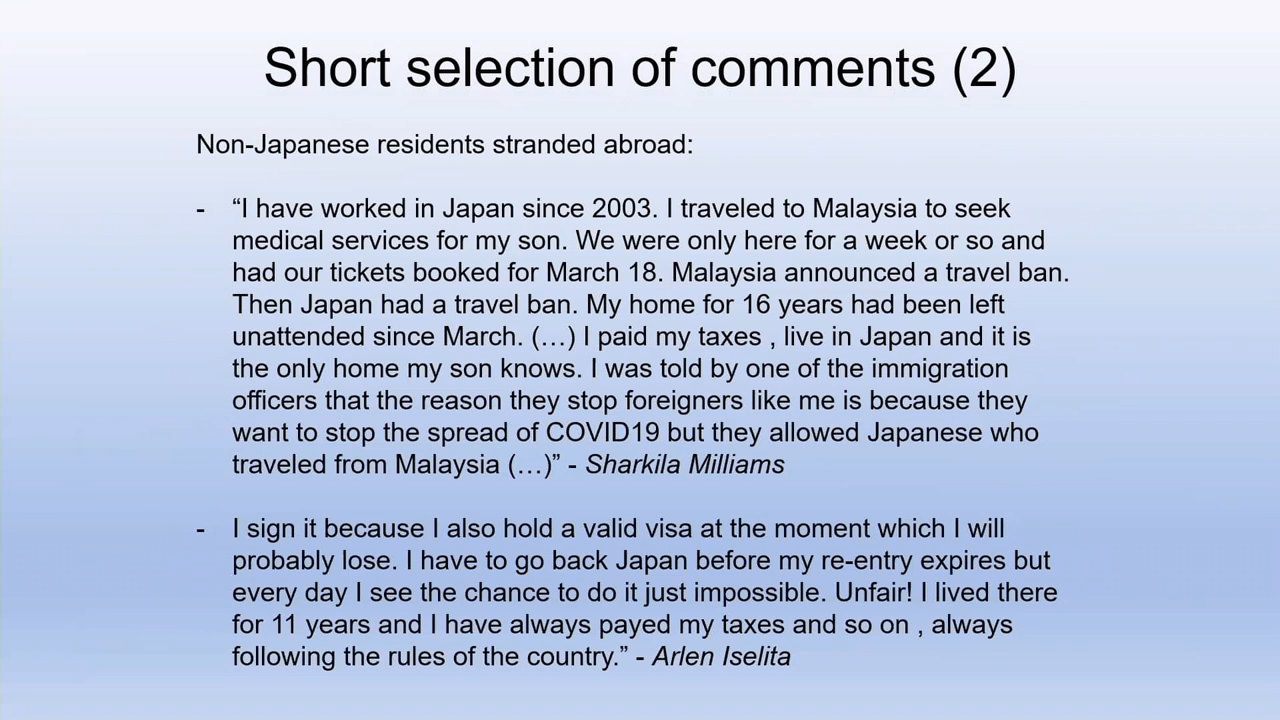 Short selection of comments (2)
Non-Japanese residents stranded abroad:
- “I have worked in Japan since 2003. I traveled to Malaysia to seek
medical services for my son. We were only here for a week or so and
had our tickets booked for March 18. Malaysia announced a travel ban.
Then Japan had a travel ban. My home for 16 years had been left
unattended since March. (…) I paid my taxes , live in Japan and it is
the only home my son knows. I was told by one of the immigration
officers that the reason they stop foreigners like me is because they
want to stop the spread of COVID19 but they allowed Japanese who
traveled from Malaysia (…)” - Sharkila Milliams
- I sign it because I also hold a valid visa at the moment which I will
probably lose. I have to go back Japan before my re-entry expires but
every day I see the chance to do it just impossible. Unfair! I lived there
for 11 years and I have always payed my taxes and so on , always
following the rules of the country.” - Arlen Iselita